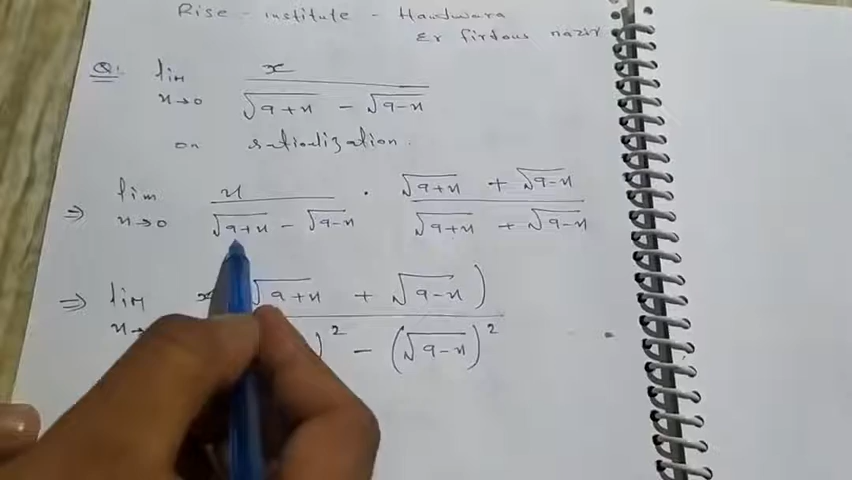 Rise - institute - Handwara
Er firdous nazir
Q: lim x→0 x / (√(9+x) - √(9-x))
on rationalization.
⇒ lim x→0 x / (√(9+x) - √(9-x)) · (√(9+x) + √(9-x)) / (√(9+x) + √(9-x))
⇒ lim x √(9+x) + √(9-x)) / )² - (√(9-x))²